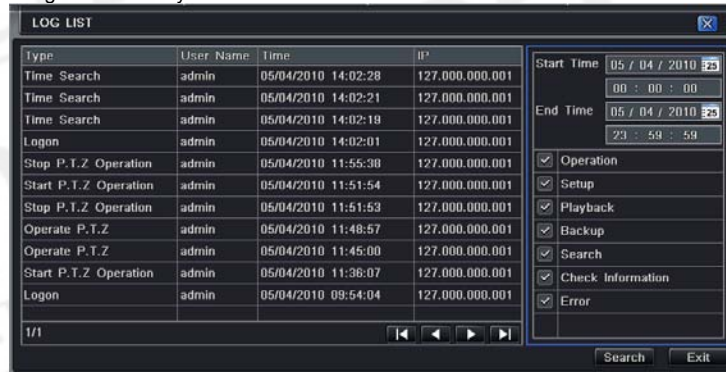 LOG LIST
Type User Name Time IP
Time Search admin 05/04/2010 14:02:28 127.000.000.001
Time Search admin 05/04/2010 14:02:21 127.000.000.001
Time Search admin 05/04/2010 14:02:19 127.000.000.001
Logon admin 05/04/2010 14:02:01 127.000.000.001
Stop P.T.Z Operation admin 05/04/2010 11:55:38 127.000.000.001
Start P.T.Z Operation admin 05/04/2010 11:51:54 127.000.000.001
Stop P.T.Z Operation admin 05/04/2010 11:51:53 127.000.000.001
Operate P.T.Z admin 05/04/2010 11:48:57 127.000.000.001
Operate P.T.Z admin 05/04/2010 11:45:00 127.000.000.001
Start P.T.Z Operation admin 05/04/2010 11:36:07 127.000.000.001
Logon admin 05/04/2010 09:54:04 127.000.000.001
1/1
Start Time 05 / 04 / 2010 25
00 : 00 : 00
End Time 05 / 04 / 2010 25
23 : 59 : 59
Operation
Setup
Playback
Backup
Search
Check Information
Error
Search Exit